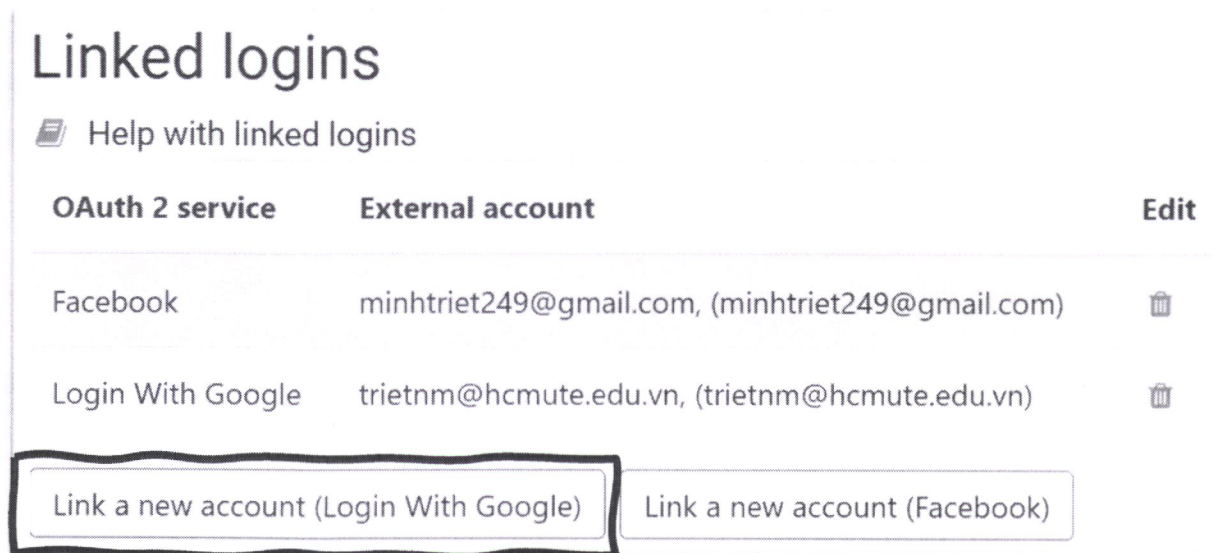 Linked logins
Help with linked logins
OAuth 2 service External account Edit
Facebook minhtriet249@gmail.com, (minhtriet249@gmail.com)
Login With Google trietnm@hcmute.edu.vn, (trietnm@hcmute.edu.vn)
Link a new account (Login With Google) Link a new account (Facebook)